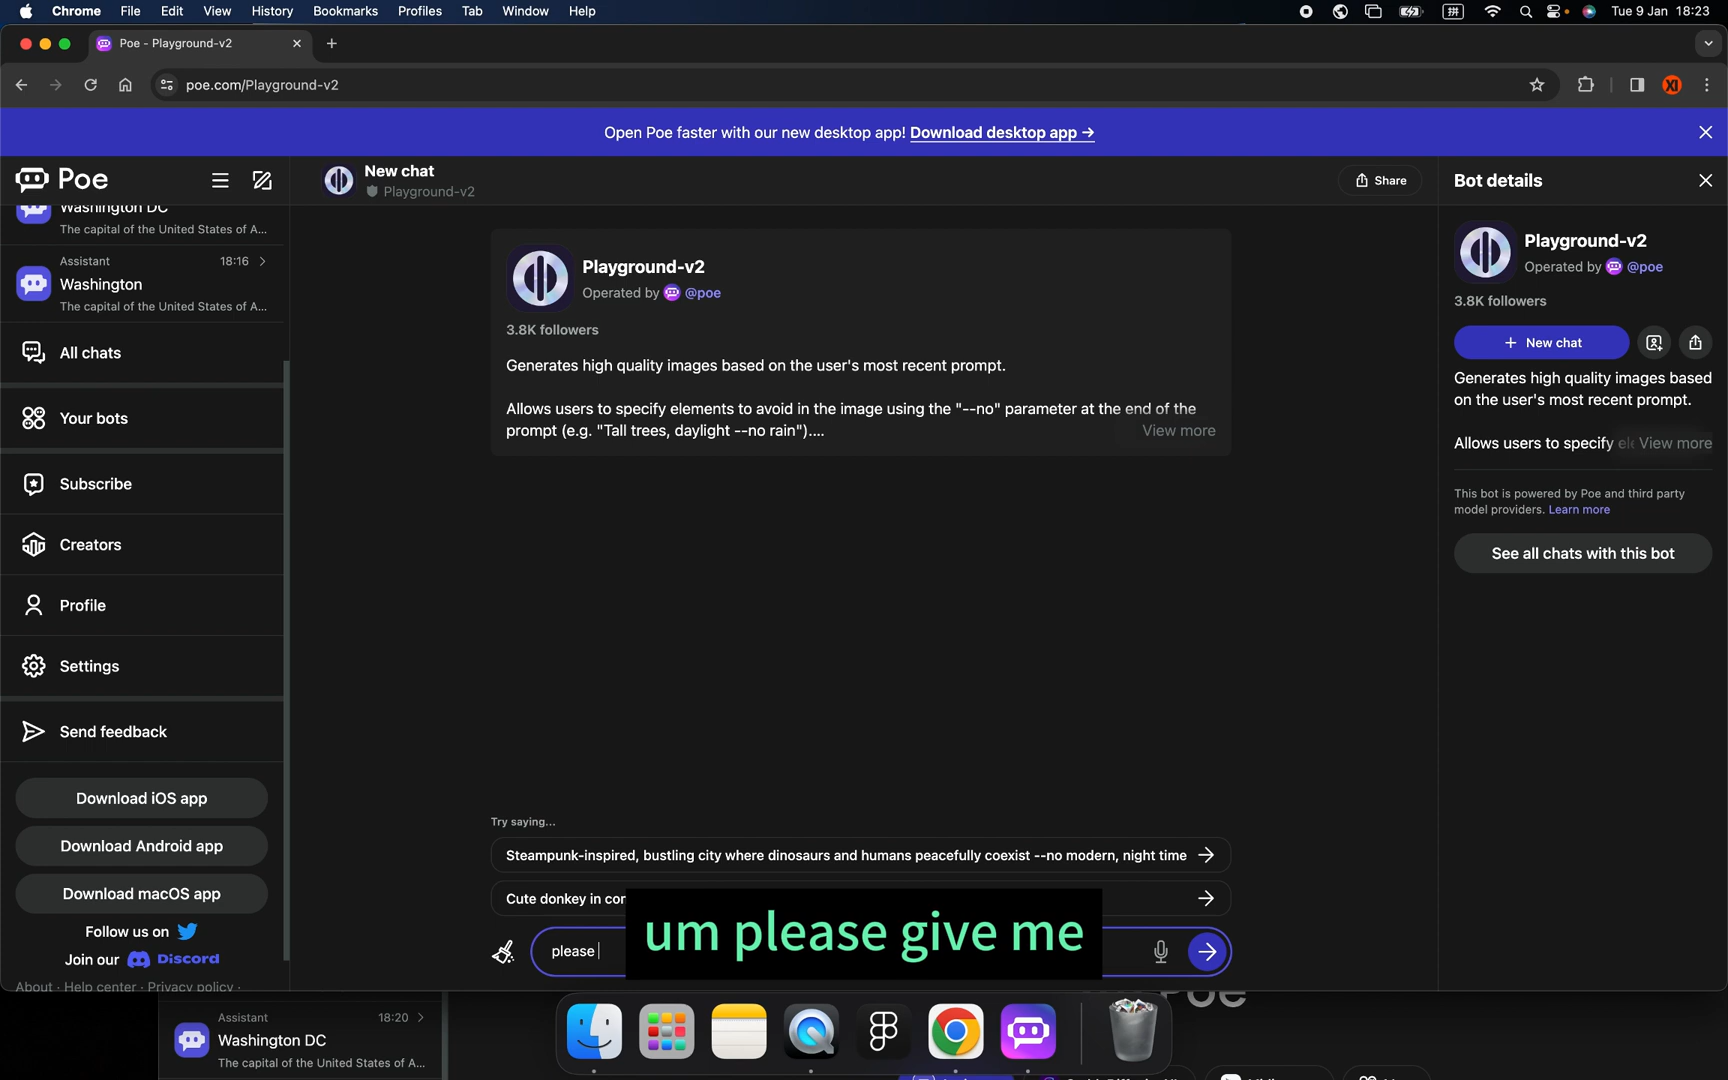 Chrome File Edit View History Bookmarks Profiles Tab Window Help
Tue 9 Jan 18:23
Poe - Playground-v2
poe.com/Playground-v2
XI
Open Poe faster with our new desktop app! Download desktop app →
Poe
New chat
Playground-v2
Share
Bot details
Washington DC
The capital of the United States of A...
Assistant 18:16
Washington
The capital of the United States of A...
All chats
Your bots
Subscribe
Creators
Profile
Settings
Send feedback
Download iOS app
Download Android app
Download macOS app
Follow us on
Join our Discord
About · Help center · Privacy policy ·
Playground-v2
Operated by @poe
3.8K followers
Generates high quality images based on the user's most recent prompt.
Allows users to specify elements to avoid in the image using the "--no" parameter at the end of the
prompt (e.g. "Tall trees, daylight --no rain")....
View more
Try saying...
Steampunk-inspired, bustling city where dinosaurs and humans peacefully coexist --no modern, night time
Cute donkey in
please
um please give me
Playground-v2
Operated by @poe
3.8K followers
+ New chat
Generates high quality images based
on the user's most recent prompt.
Allows users to specify
View more
This bot is powered by Poe and third party
model providers. Learn more
See all chats with this bot
Assistant 18:20
Washington DC
The capital of the United States of A...
Poe